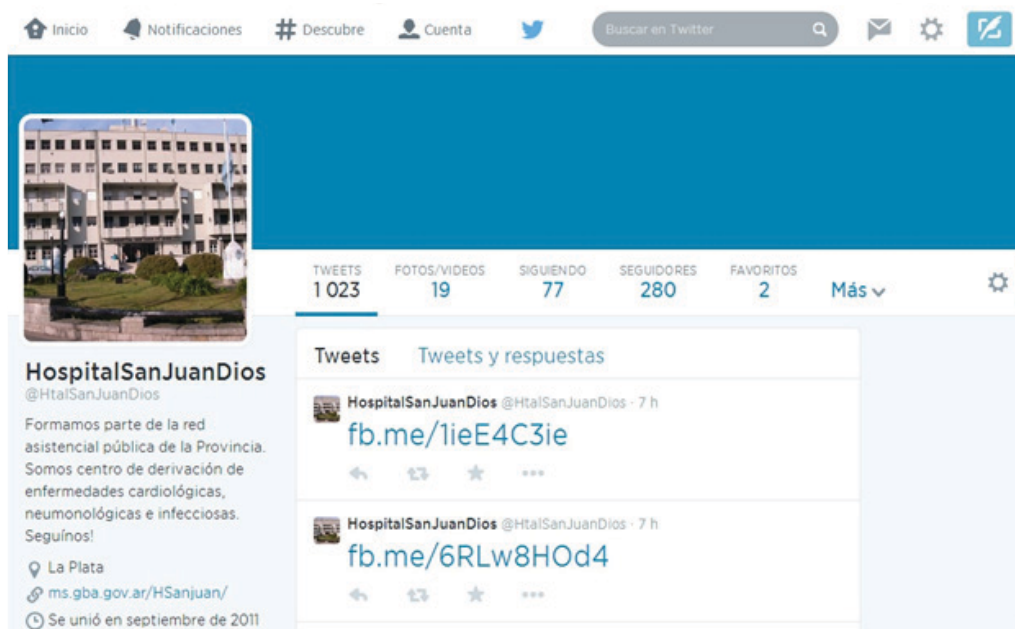 Inicio Notificaciones Descubre Cuenta Buscar en Twitter
TWEETS FOTOS/VIDEOS SIGUIENDO SEGUIDORES FAVORITOS
1 023 19 77 280 2 Más
HospitalSanJuanDios
@HtalSanJuanDios
Formamos parte de la red
asistencial pública de la Provincia.
Somos centro de derivación de
enfermedades cardiológicas,
neumonológicas e infecciosas.
Seguínos!
La Plata
ms.gba.gov.ar/HSanjuan/
Se unió en septiembre de 2011
Tweets Tweets y respuestas
HospitalSanJuanDios @HtalSanJuanDios · 7 h
fb.me/1ieE4C3ie
HospitalSanJuanDios @HtalSanJuanDios · 7 h
fb.me/6RLw8HOd4